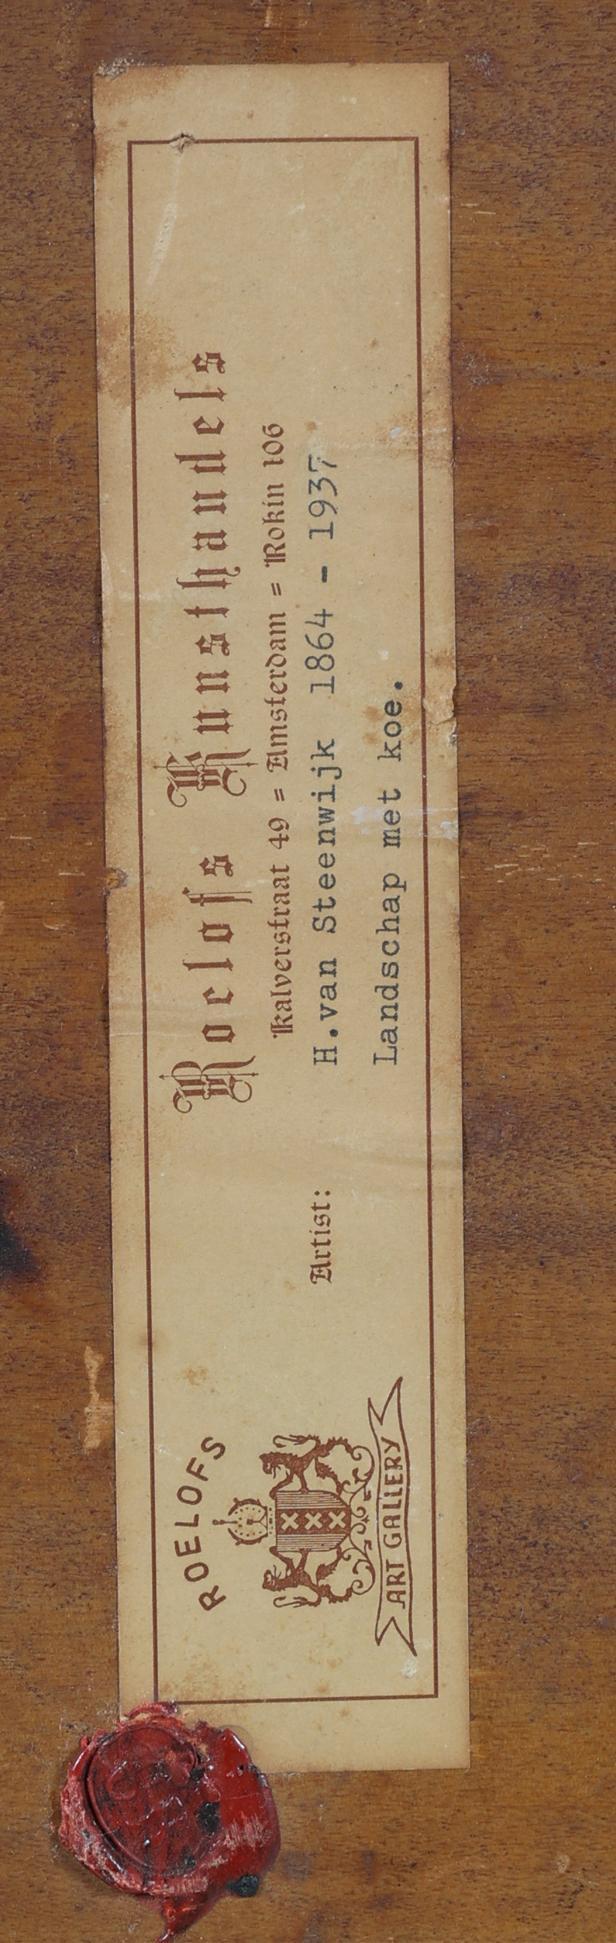 Roelofs Kunsthandels
Kalverstraat 49 = Amsterdam = Rokin 106
Artist: H.van Steenwijk 1864 - 1937
Landschap met koe.
ROELOFS
ART GALLERY